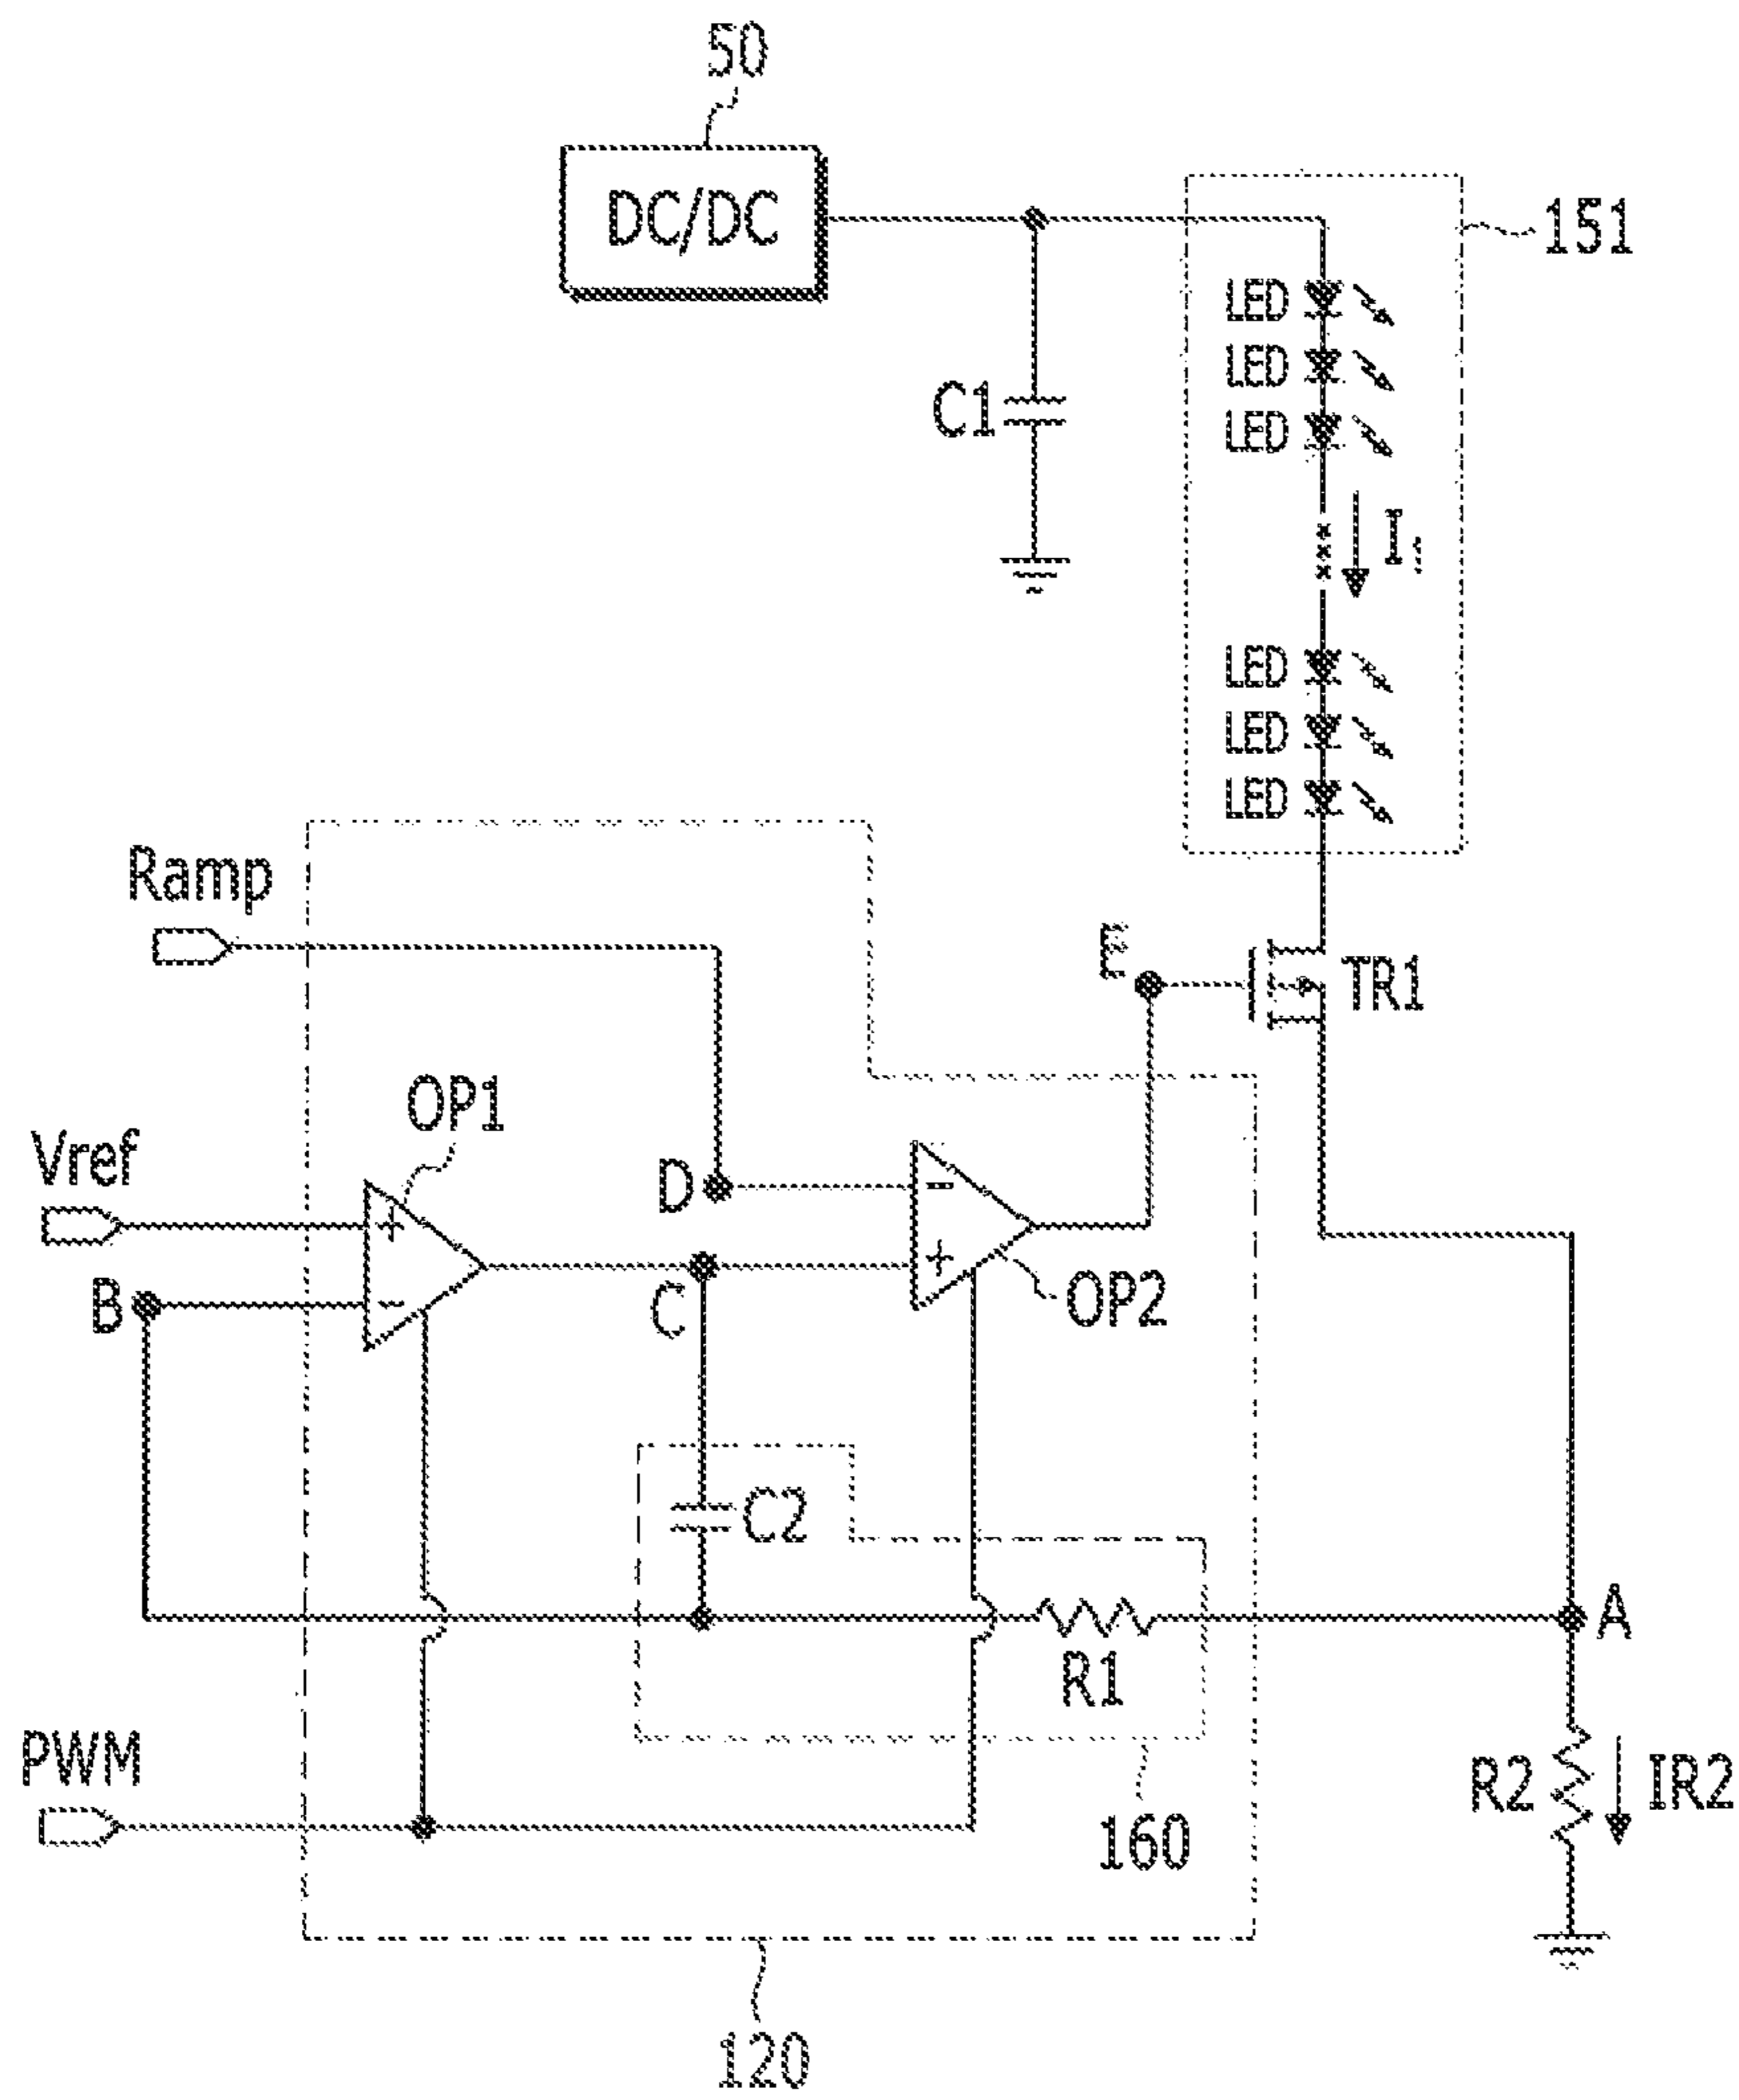 50
DC/DC
151
LED
LED
C1
LED
I1
LED
LED
LED
Ramp
E
TR1
OP1
Vref
D
+
-
-
+
B
C
OP2
C2
A
R1
PWM
R2
IR2
160
120